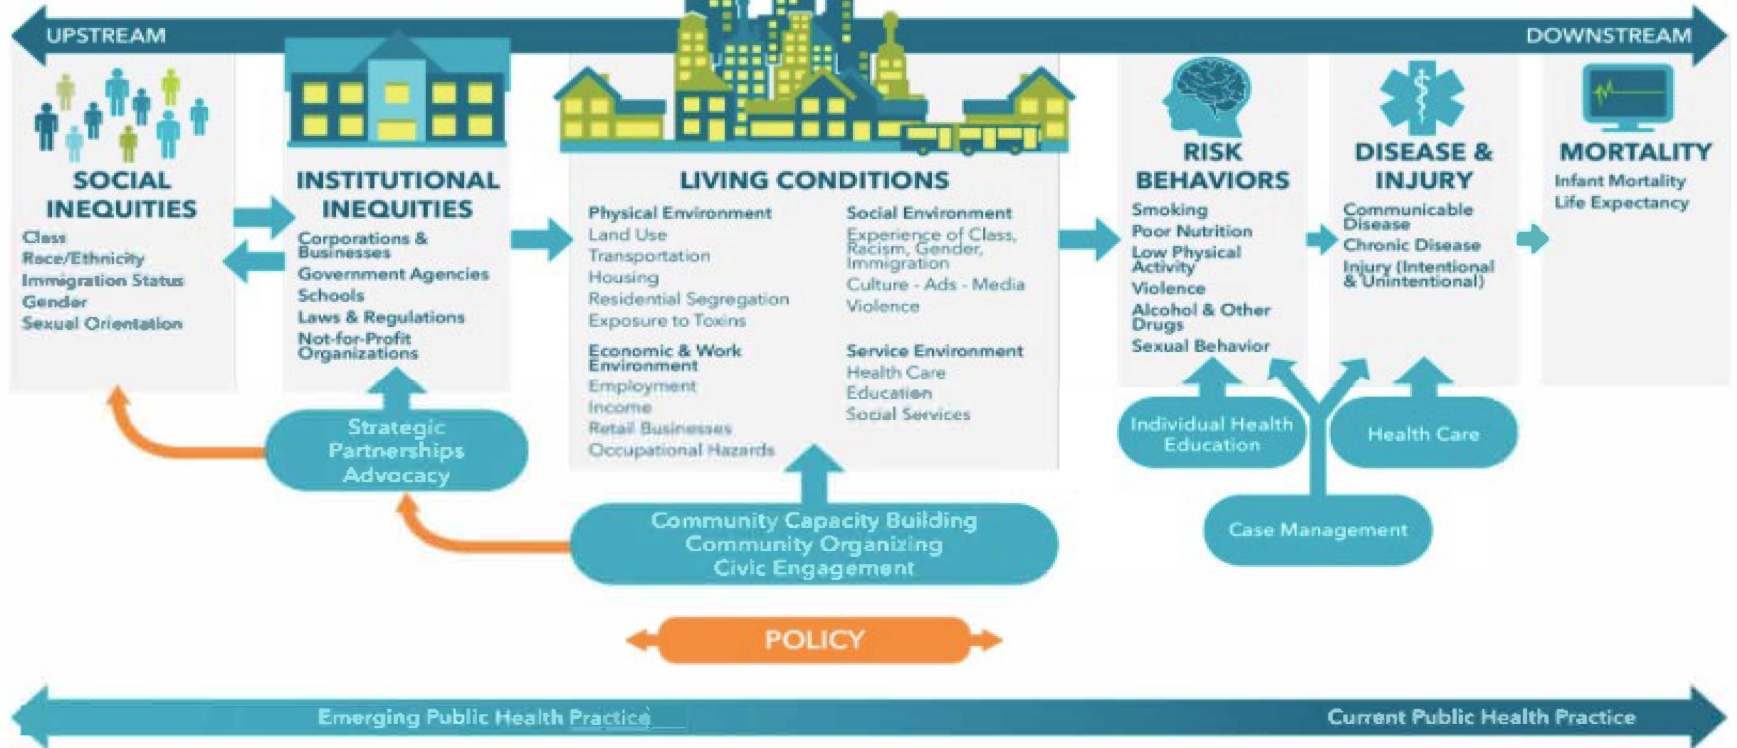 UPSTREAM
DOWNSTREAM
SOCIAL
INEQUITIES
Class
Race/Ethnicity
Immigration Status
Gender
Sexual Orientation
INSTITUTIONAL
INEQUITIES
Corporations &
Businesses
Government Agencies
Schools
Laws & Regulations
Not-for-Profit
Organizations
LIVING CONDITIONS
Physical Environment
Land Use
Transportation
Housing
Residential Segregation
Exposure to Toxins
Economic & Work
Environment
Employment
Income
Retail Businesses
Occupational Hazards
Social Environment
Experience of Class,
Racism, Gender,
Immigration
Culture - Ads - Media
Violence
Service Environment
Health Care
Education
Social Services
RISK
BEHAVIORS
Smoking
Poor Nutrition
Low Physical
Activity
Violence
Alcohol & Other
Drugs
Sexual Behavior
DISEASE &
INJURY
Communicable
Disease
Chronic Disease
Injury (Intentional
& Unintentional)
MORTALITY
Infant Mortality
Life Expectancy
Strategic
Partnerships
Advocacy
Community Capacity Building
Community Organizing
Civic Engagement
Individual Health
Education
Health Care
Case Management
POLICY
Emerging Public Health Practice
Current Public Health Practice